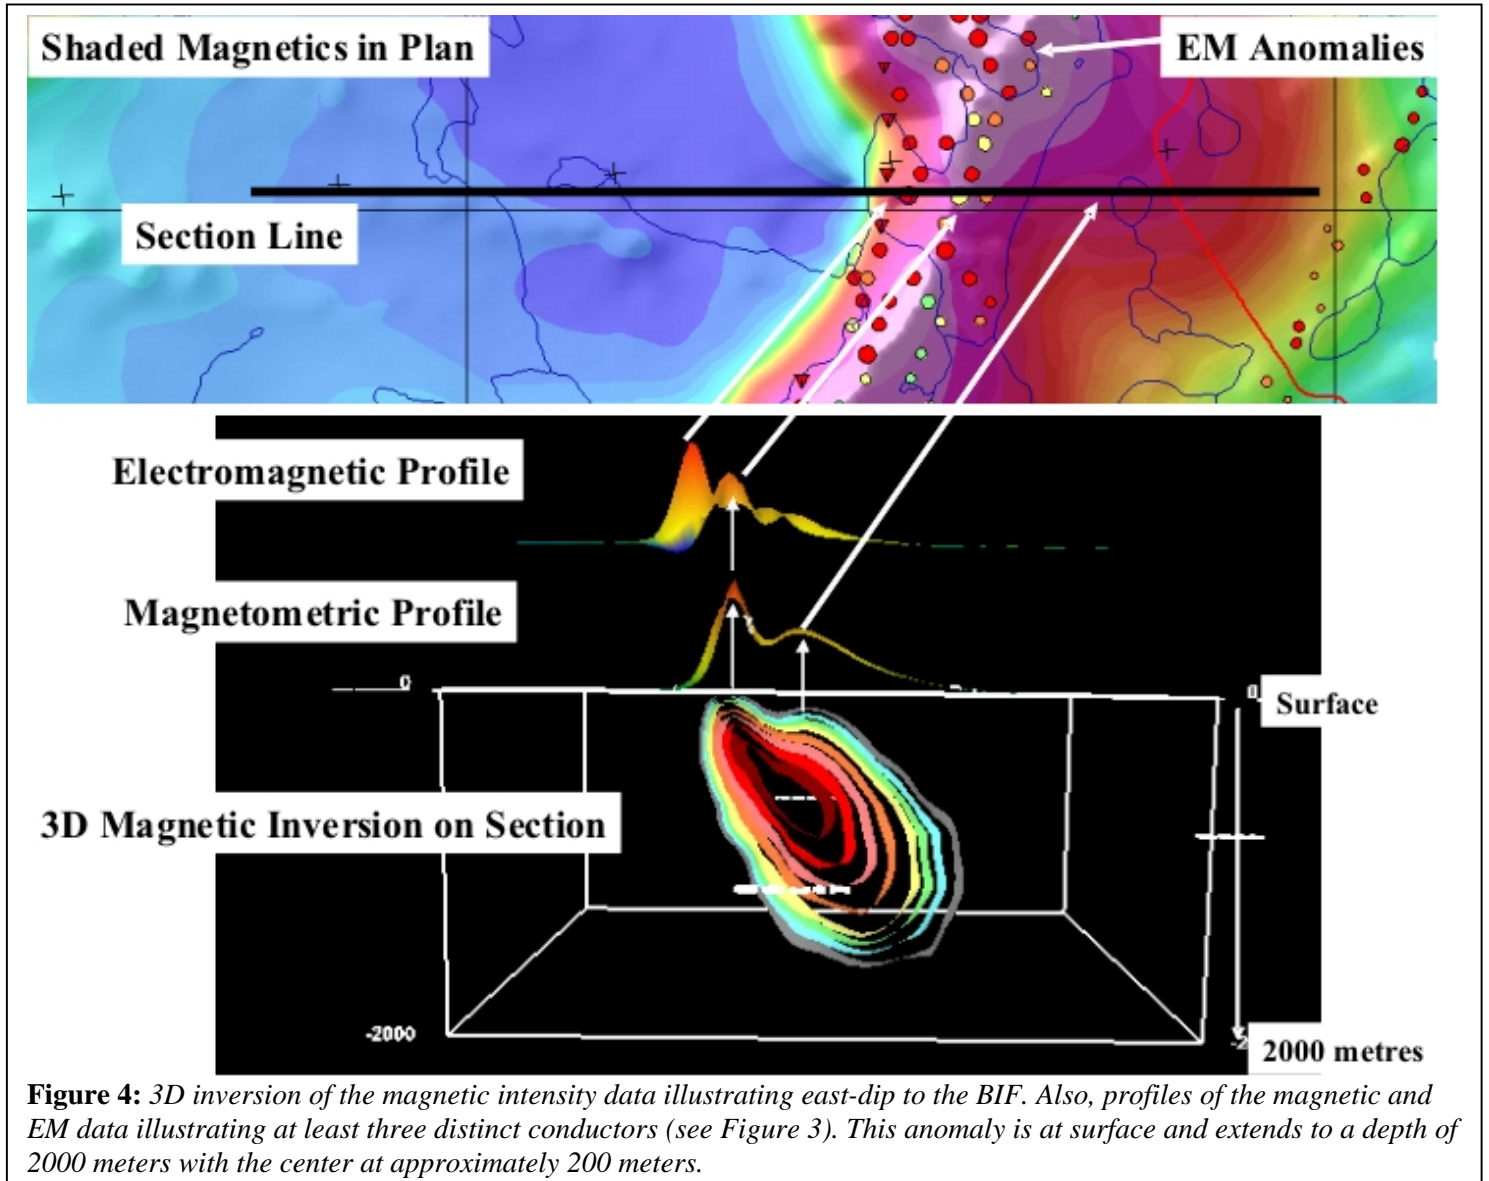 Shaded Magnetics in Plan
EM Anomalies
Section Line
Electromagnetic Profile
Magnetometric Profile
0
0
Surface
3D Magnetic Inversion on Section
-2000
2000 metres
Figure 4: 3D inversion of the magnetic intensity data illustrating east-dip to the BIF. Also, profiles of the magnetic and
EM data illustrating at least three distinct conductors (see Figure 3). This anomaly is at surface and extends to a depth of
2000 meters with the center at approximately 200 meters.